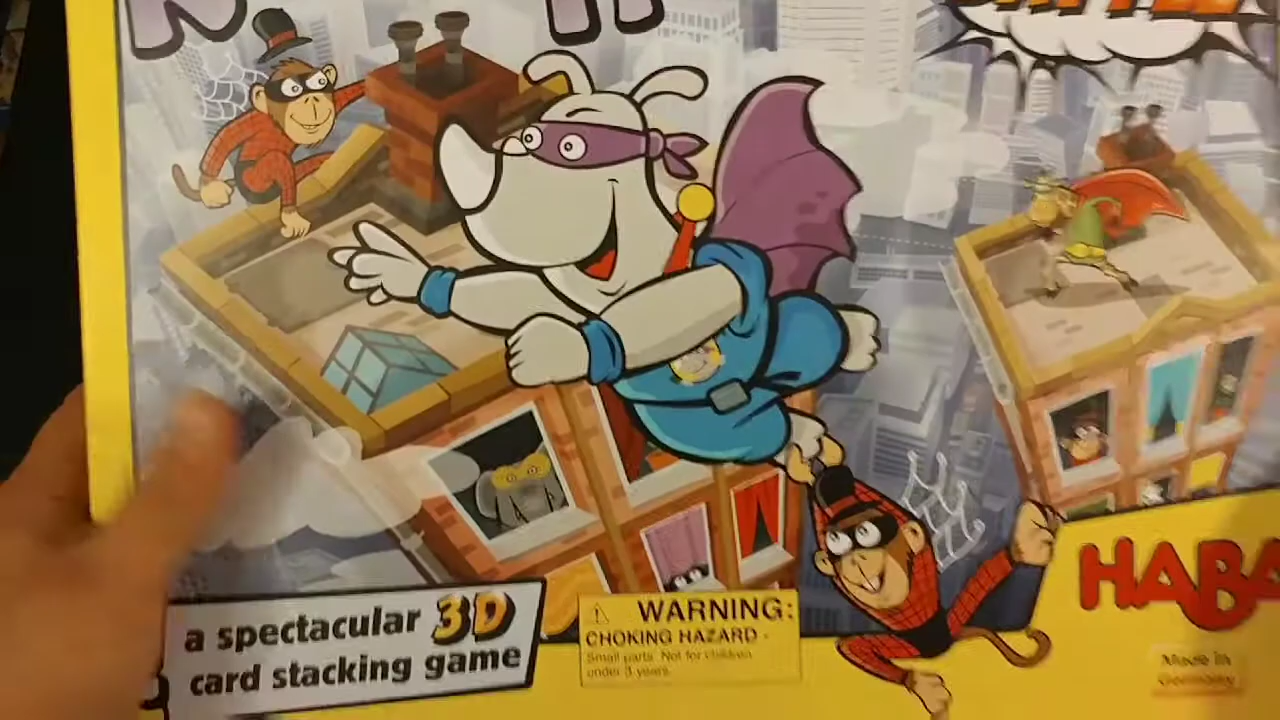 a spectacular 3D
card stacking game
WARNING:
CHOKING HAZARD -
Small parts. Not for children
under 3 years.
HABA
Made in
Germany